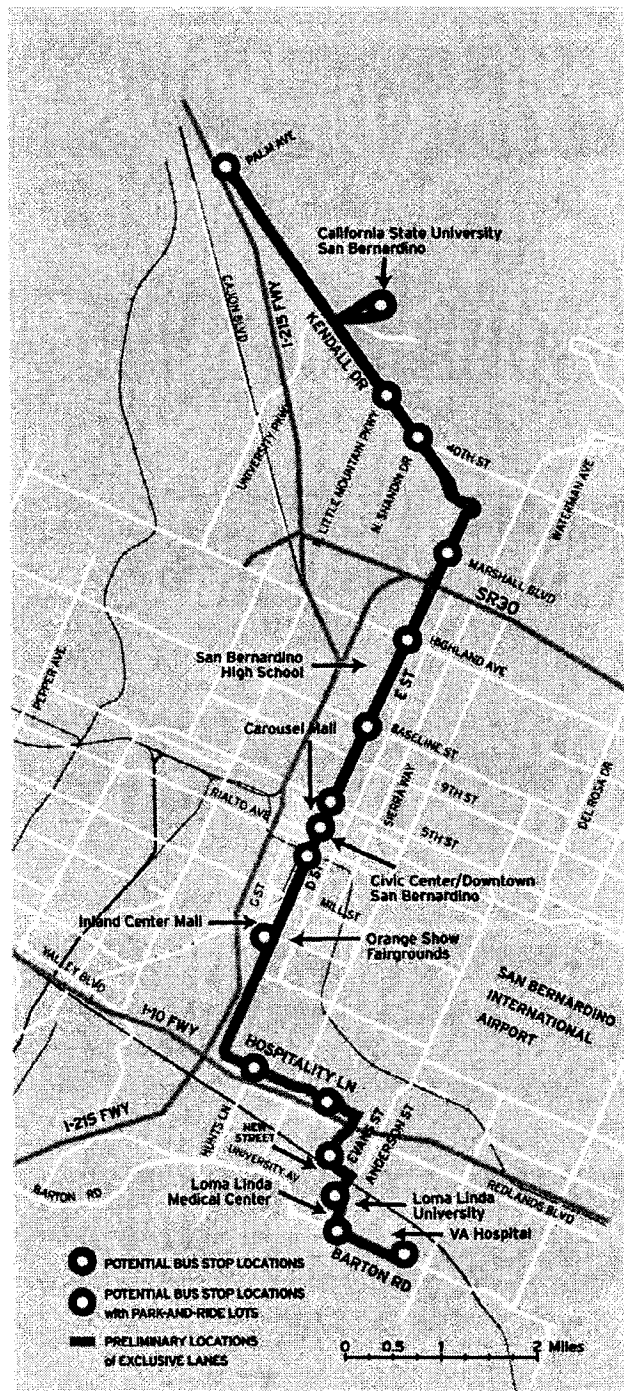 PALM AVE
California State University
San Bernardino
CAJON BLVD
I-215 FWY
KENDALL DR
UNIVERSITY PKWY
LITTLE MOUNTAIN PKWY
N. SHANDIN DR
40TH ST
WATERMAN AVE
MARSHALL BLVD
SR30
HIGHLAND AVE
San Bernardino
High School
E ST
PEPPER AVE
Carousel Mall
BASELINE ST
RIALTO AVE
SIERRA WAY
9TH ST
5TH ST
DEL ROSA DR
D ST
G ST
Civic Center/Downtown
San Bernardino
MILL ST
Inland Center Mall
Orange Show
Fairgrounds
VALLEY BLVD
SAN BERNARDINO
INTERNATIONAL
AIRPORT
I-10 FWY
HOSPITALITY LN
I-215 FWY
HUNTS LN
NEW
STREET
EVANS ST
ANDERSON ST
UNIVERSITY AV
BARTON RD
Loma Linda
Medical Center
Loma Linda
University
REDLANDS BLVD
VA Hospital
BARTON RD
POTENTIAL BUS STOP LOCATIONS
POTENTIAL BUS STOP LOCATIONS
with PARK-AND-RIDE LOTS
PRELIMINARY LOCATIONS
of EXCLUSIVE LANES
0 0.5 1 2 Miles